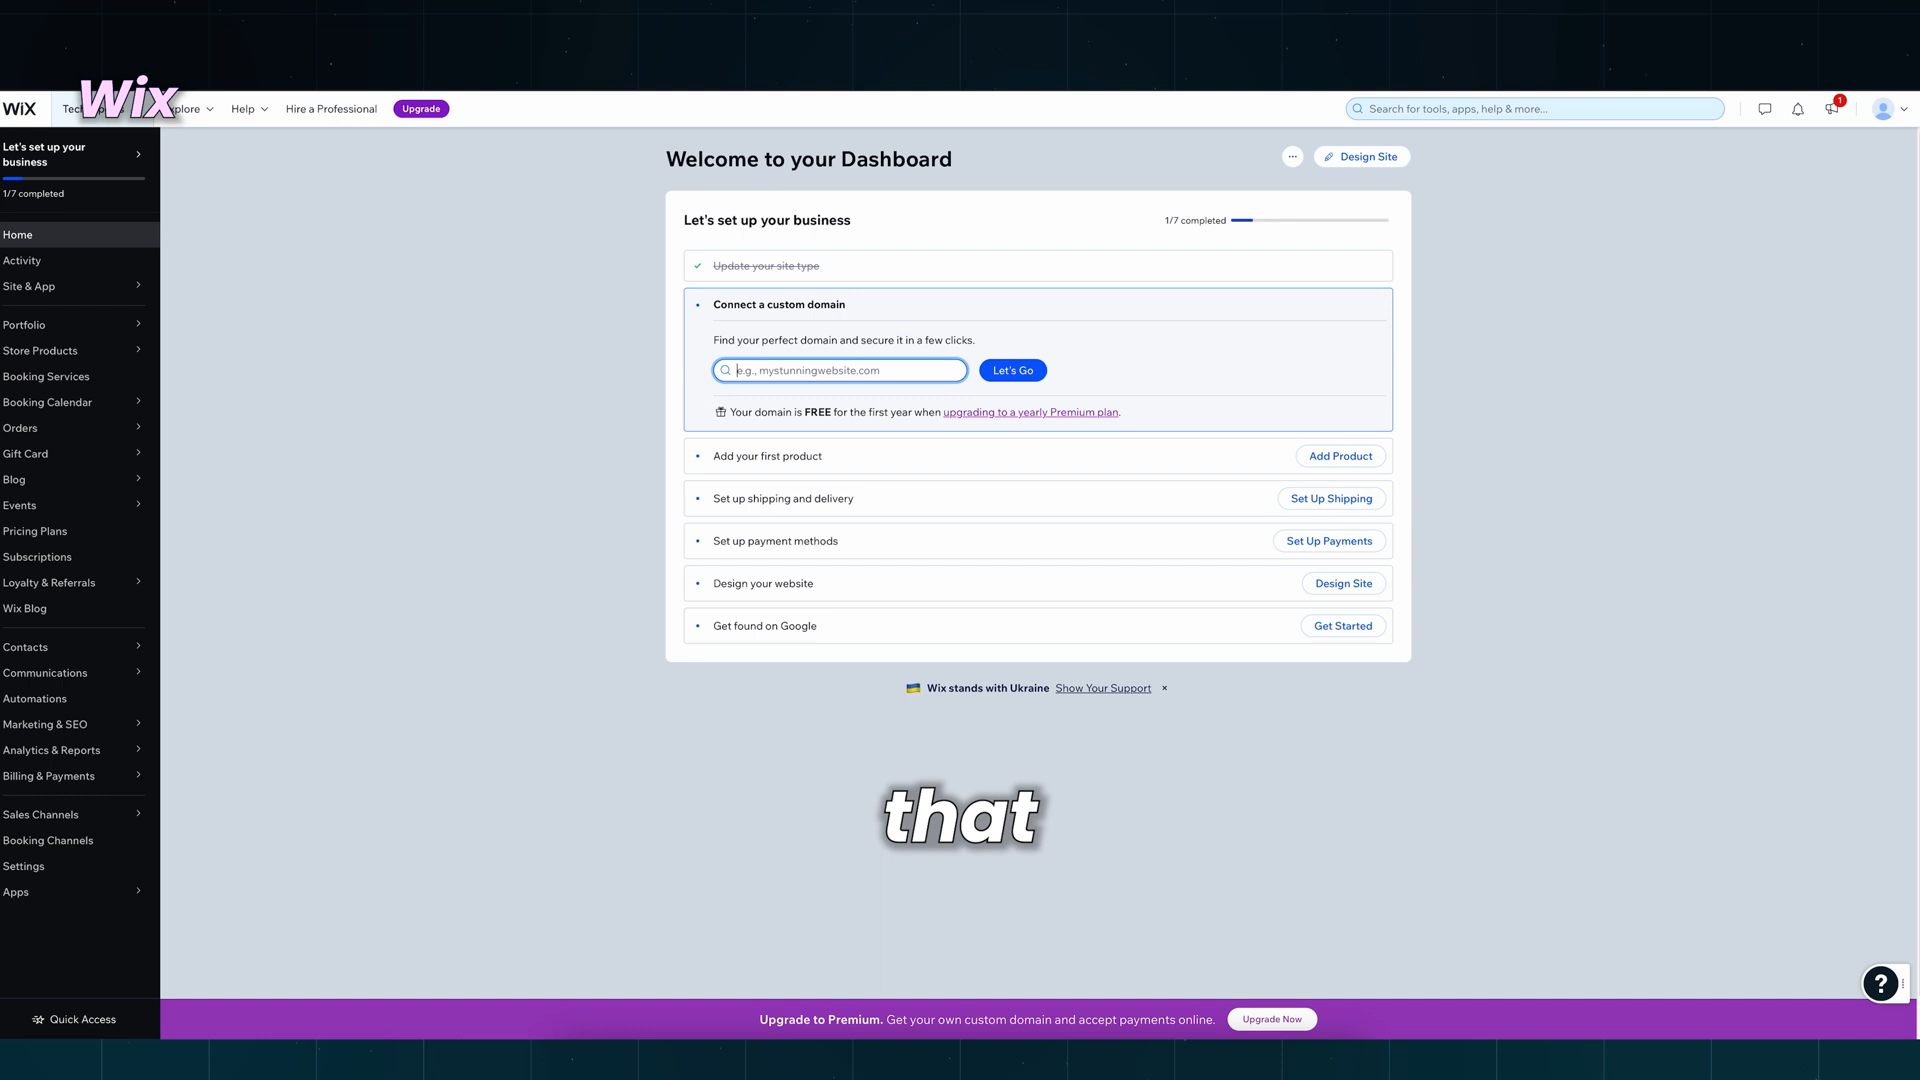 Wix
WiX
Help
Hire a Professional
Upgrade
Search for tools, apps, help & more...
1
Let's set up your
business
1/7 completed
Home
Activity
Site & App
Portfolio
Store Products
Booking Services
Booking Calendar
Orders
Gift Card
Blog
Events
Pricing Plans
Subscriptions
Loyalty & Referrals
Wix Blog
Contacts
Communications
Automations
Marketing & SEO
Analytics & Reports
Billing & Payments
Sales Channels
Booking Channels
Settings
Apps
Quick Access
Welcome to your Dashboard
Design Site
Let's set up your business
1/7 completed
Update your site type
Connect a custom domain
Find your perfect domain and secure it in a few clicks.
e.g., mystunningwebsite.com
Let's Go
Your domain is FREE for the first year when upgrading to a yearly Premium plan.
Add your first product
Add Product
Set up shipping and delivery
Set Up Shipping
Set up payment methods
Set Up Payments
Design your website
Design Site
Get found on Google
Get Started
Wix stands with Ukraine Show Your Support ×
that
?
Upgrade to Premium. Get your own custom domain and accept payments online.
Upgrade Now